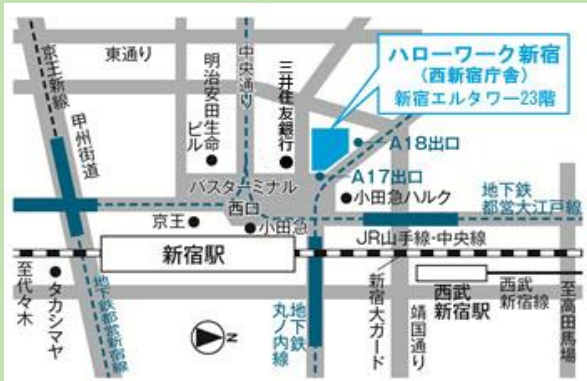 ハローワーク新宿
(西新宿庁舎)
新宿エルタワー23階
東通り
中央通り
京王新線
甲州街道
明治安田生命
ビル
三井住友銀行
A18出口
A17出口
バスターミナル
小田急ハルク
地下鉄
都営大江戸線
西口
京王
小田急
JR山手線・中央線
新宿駅
至代々木
タカシマヤ
地下鉄都営新宿線
N
地下鉄
丸ノ内線
新宿大ガード
靖国通り
西武
新宿駅
西武
新宿線
至高田馬場